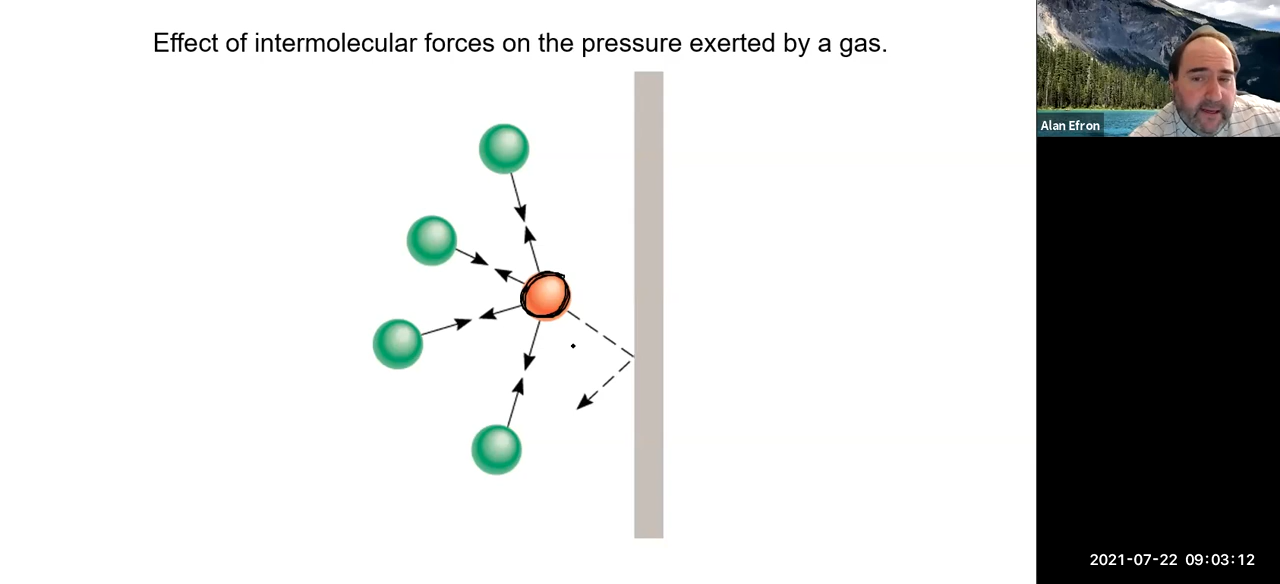 Effect of intermolecular forces on the pressure exerted by a gas.
Alan Efron
2021-07-22 09:03:12